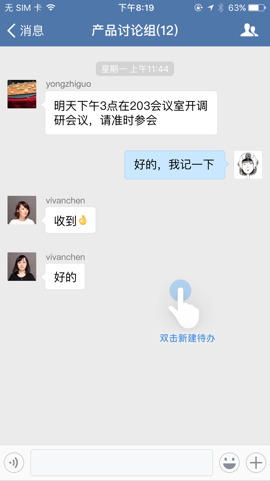 无 SIM 卡 下午8:19 63%
消息 产品讨论组(12)
星期一 上午11:44
yongzhiguo
明天下午3点在203会议室开调
研会议，请准时参会
好的，我记一下
vivanchen
收到👌
vivanchen
好的
双击新建待办